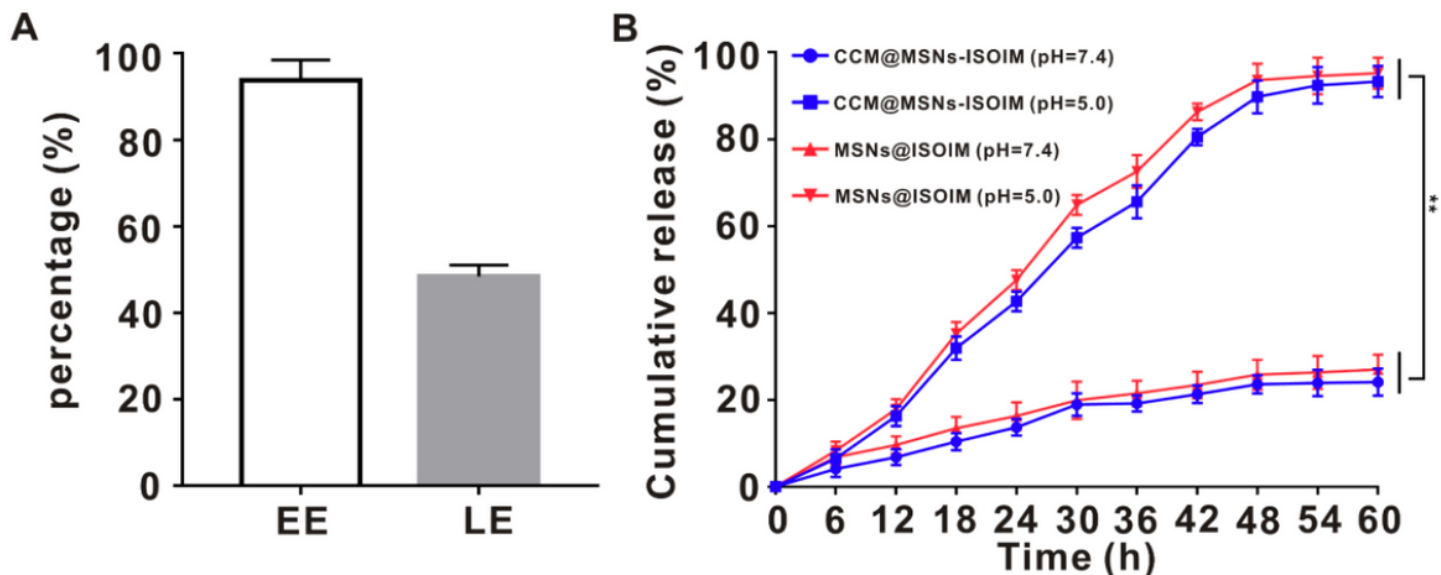 A
percentage (%)
100
80
60
40
20
0
EE LE
B
Cumulative release (%)
100
80
60
40
20
0
CCM@MSNs-ISOIM (pH=7.4)
CCM@MSNs-ISOIM (pH=5.0)
MSNs@ISOIM (pH=7.4)
MSNs@ISOIM (pH=5.0)
**
0 6 12 18 24 30 36 42 48 54 60
Time (h)